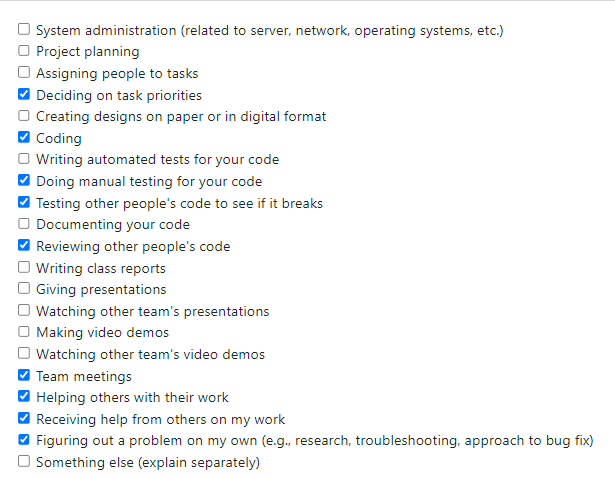 System administration (related to server, network, operating systems, etc.)
Project planning
Assigning people to tasks
Deciding on task priorities
Creating designs on paper or in digital format
Coding
Writing automated tests for your code
Doing manual testing for your code
Testing other people's code to see if it breaks
Documenting your code
Reviewing other people's code
Writing class reports
Giving presentations
Watching other team's presentations
Making video demos
Watching other team's video demos
Team meetings
Helping others with their work
Receiving help from others on my work
Figuring out a problem on my own (e.g., research, troubleshooting, approach to bug fix)
Something else (explain separately)